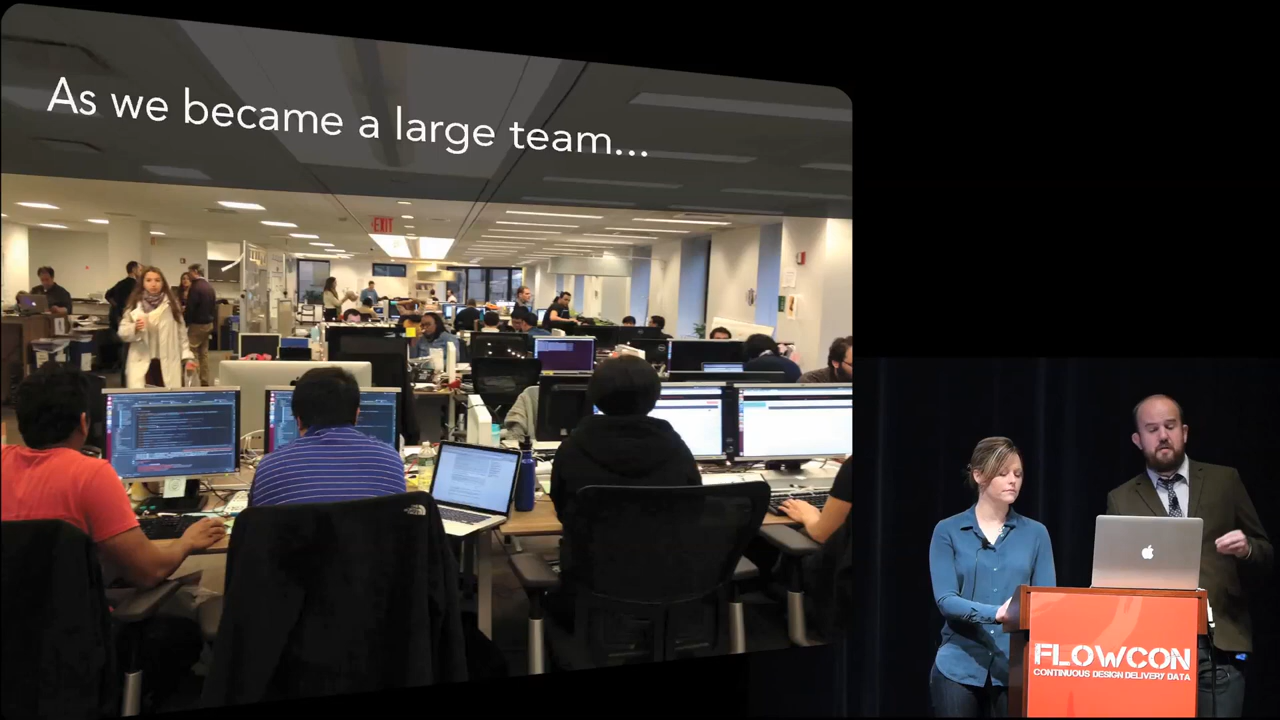 As we became a large team...
EXIT
FLOWCON
CONTINUOUS DESIGN DELIVERY DATA